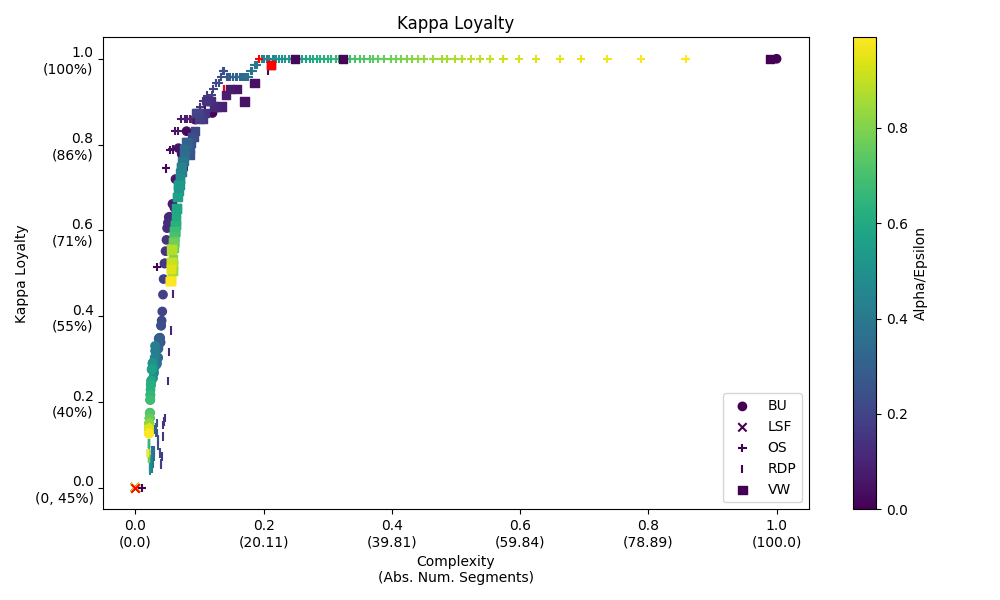 Kappa Loyalty
1.0
(100%)
0.8
(86%)
0.6
(71%)
0.4
(55%)
0.2
(40%)
0.0
(0, 45%)
Kappa Loyalty
0.0
(0.0)
0.2
(20.11)
0.4
(39.81)
0.6
(59.84)
0.8
(78.89)
1.0
(100.0)
Complexity
(Abs. Num. Segments)
BU
LSF
OS
RDP
VW
0.8
0.6
0.4
0.2
0.0
Alpha/Epsilon